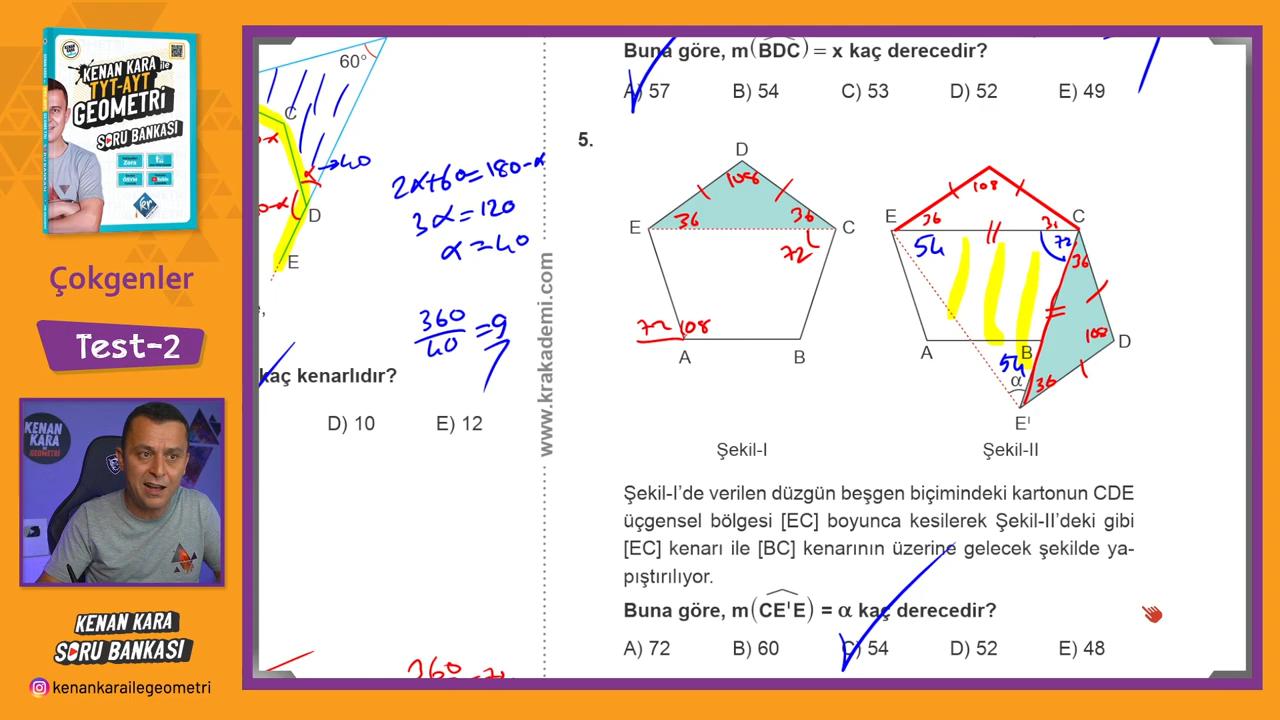 KENAN KARA ile
TYT-AYT
GEOMETRİ
SORU BANKASI
Çokgenler
Test-2
KENAN KARA
KENAN KARA
SORU BANKASI
kenankarailegeometri
60°
C
α→40
D
E
2α+60=180-α
3α=120
α=40
360/40=9
kaç kenarlıdır?
D) 10 E) 12
360
www.krakademi.com
Buna göre, m(BDC) = x kaç derecedir?
A) 57 B) 54 C) 53 D) 52 E) 49
5.
D
108
E 36 36 C
72
72 108
A B
Şekil-I
108
E 36 C
54 72
36
108 D
A B
54
α 36
E'
Şekil-II
Şekil-I’de verilen düzgün beşgen biçimindeki kartonun CDE
üçgensel bölgesi [EC] boyunca kesilerek Şekil-II’deki gibi
[EC] kenarı ile [BC] kenarının üzerine gelecek şekilde ya-
pıştırılıyor.
Buna göre, m(CE'E) = α kaç derecedir?
A) 72 B) 60 C) 54 D) 52 E) 48